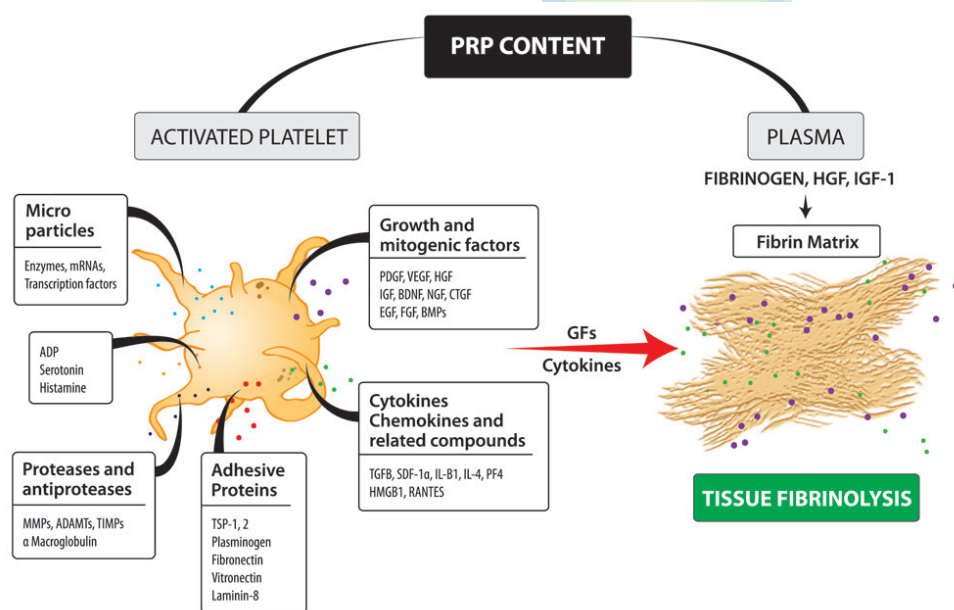 PRP CONTENT
ACTIVATED PLATELET
PLASMA
FIBRINOGEN, HGF, IGF-1
Fibrin Matrix
Micro
particles
Enzymes, mRNAs,
Transcription factors
Growth and
mitogenic factors
PDGF, VEGF, HGF
IGF, BDNF, NGF, CTGF
EGF, FGF, BMPs
ADP
Serotonin
Histamine
GFs
Cytokines
Cytokines
Chemokines and
related compounds
TGFB, SDF-1α, IL-B1, IL-4, PF4
HMGB1, RANTES
Proteases and
antiproteases
MMPs, ADAMTs, TIMPs
α Macroglobulin
Adhesive
Proteins
TSP-1, 2
Plasminogen
Fibronectin
Vitronectin
Laminin-8
TISSUE FIBRINOLYSIS